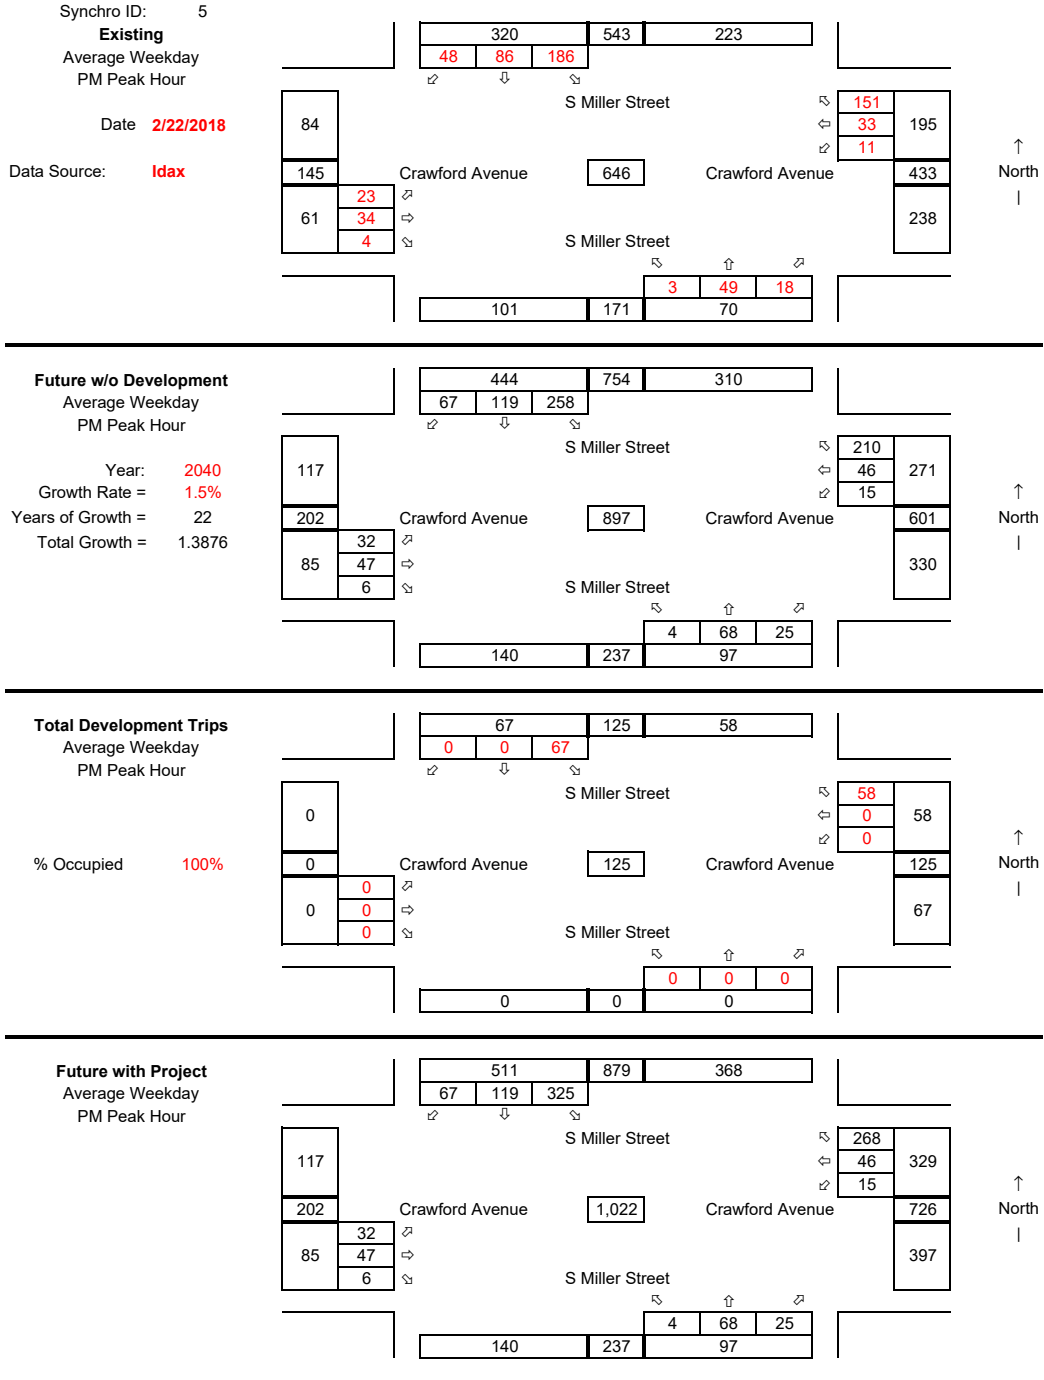 Synchro ID: 5
Existing 320 543 223
Average Weekday 48 86 186
PM Peak Hour ⬃ ⇩ ⬂
S Miller Street ⬁ 151
Date 2/22/2018 84 ⇦ 33 195
⬃ 11 ↑
Data Source: Idax 145 Crawford Avenue 646 Crawford Avenue 433 North
23 ⬀ |
61 34 ⇨ 238
4 ⬂ S Miller Street
⬁ ⇧ ⬀
3 49 18
101 171 70
Future w/o Development 444 754 310
Average Weekday 67 119 258
PM Peak Hour ⬃ ⇩ ⬂
S Miller Street ⬁ 210
Year: 2040 117 ⇦ 46 271
Growth Rate = 1.5% ⬃ 15 ↑
Years of Growth = 22 202 Crawford Avenue 897 Crawford Avenue 601 North
Total Growth = 1.3876 32 ⬀ |
85 47 ⇨ 330
6 ⬂ S Miller Street
⬁ ⇧ ⬀
4 68 25
140 237 97
Total Development Trips 67 125 58
Average Weekday 0 0 67
PM Peak Hour ⬃ ⇩ ⬂
S Miller Street ⬁ 58
0 ⇦ 0 58
⬃ 0 ↑
% Occupied 100% 0 Crawford Avenue 125 Crawford Avenue 125 North
0 ⬀ |
0 0 ⇨ 67
0 ⬂ S Miller Street
⬁ ⇧ ⬀
0 0 0
0 0 0
Future with Project 511 879 368
Average Weekday 67 119 325
PM Peak Hour ⬃ ⇩ ⬂
S Miller Street ⬁ 268
117 ⇦ 46 329
⬃ 15 ↑
202 Crawford Avenue 1,022 Crawford Avenue 726 North
32 ⬀ |
85 47 ⇨ 397
6 ⬂ S Miller Street
⬁ ⇧ ⬀
4 68 25
140 237 97